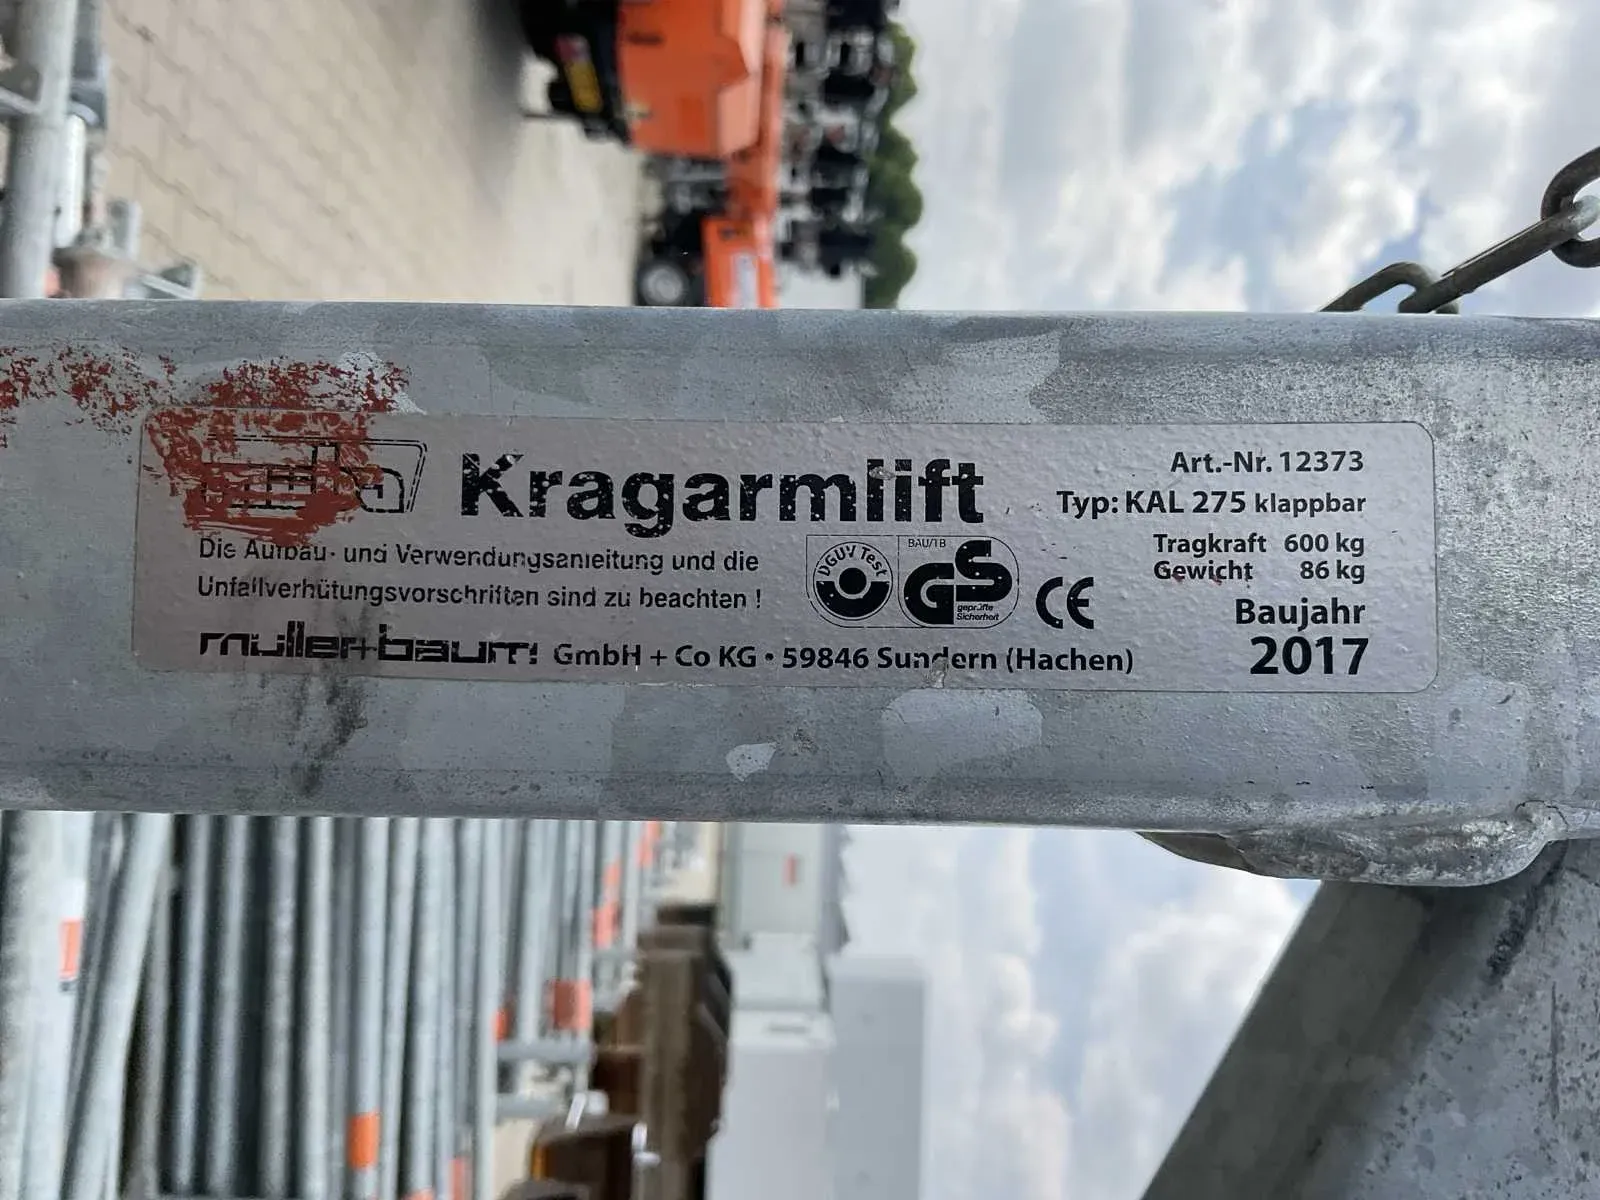 Kragarmlift
Art.-Nr. 12373
Typ: KAL 275 klappbar
Tragkraft 600 kg
Gewicht 86 kg
Baujahr
2017
Die Aufbau- und Verwendungsanleitung und die
Unfallverhütungsvorschriften sind zu beachten !
DGUV Test
BAU/TB
GS
geprüfte
Sicherheit
CE
müller+baum! GmbH + Co KG • 59846 Sundern (Hachen)